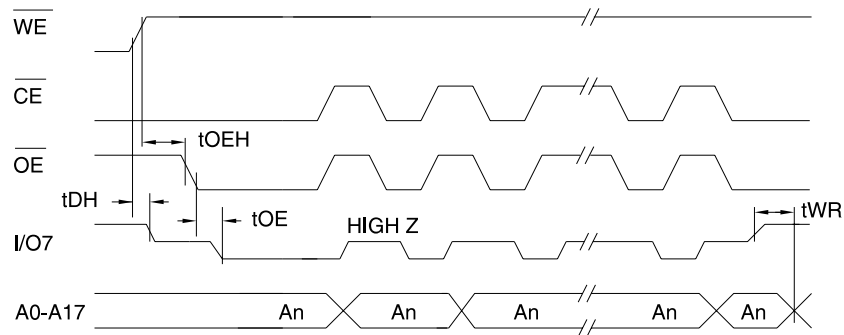 WE
CE
tOEH
OE
tDH
tOE
HIGH Z
tWR
I/O7
A0-A17
An
An
An
An
An